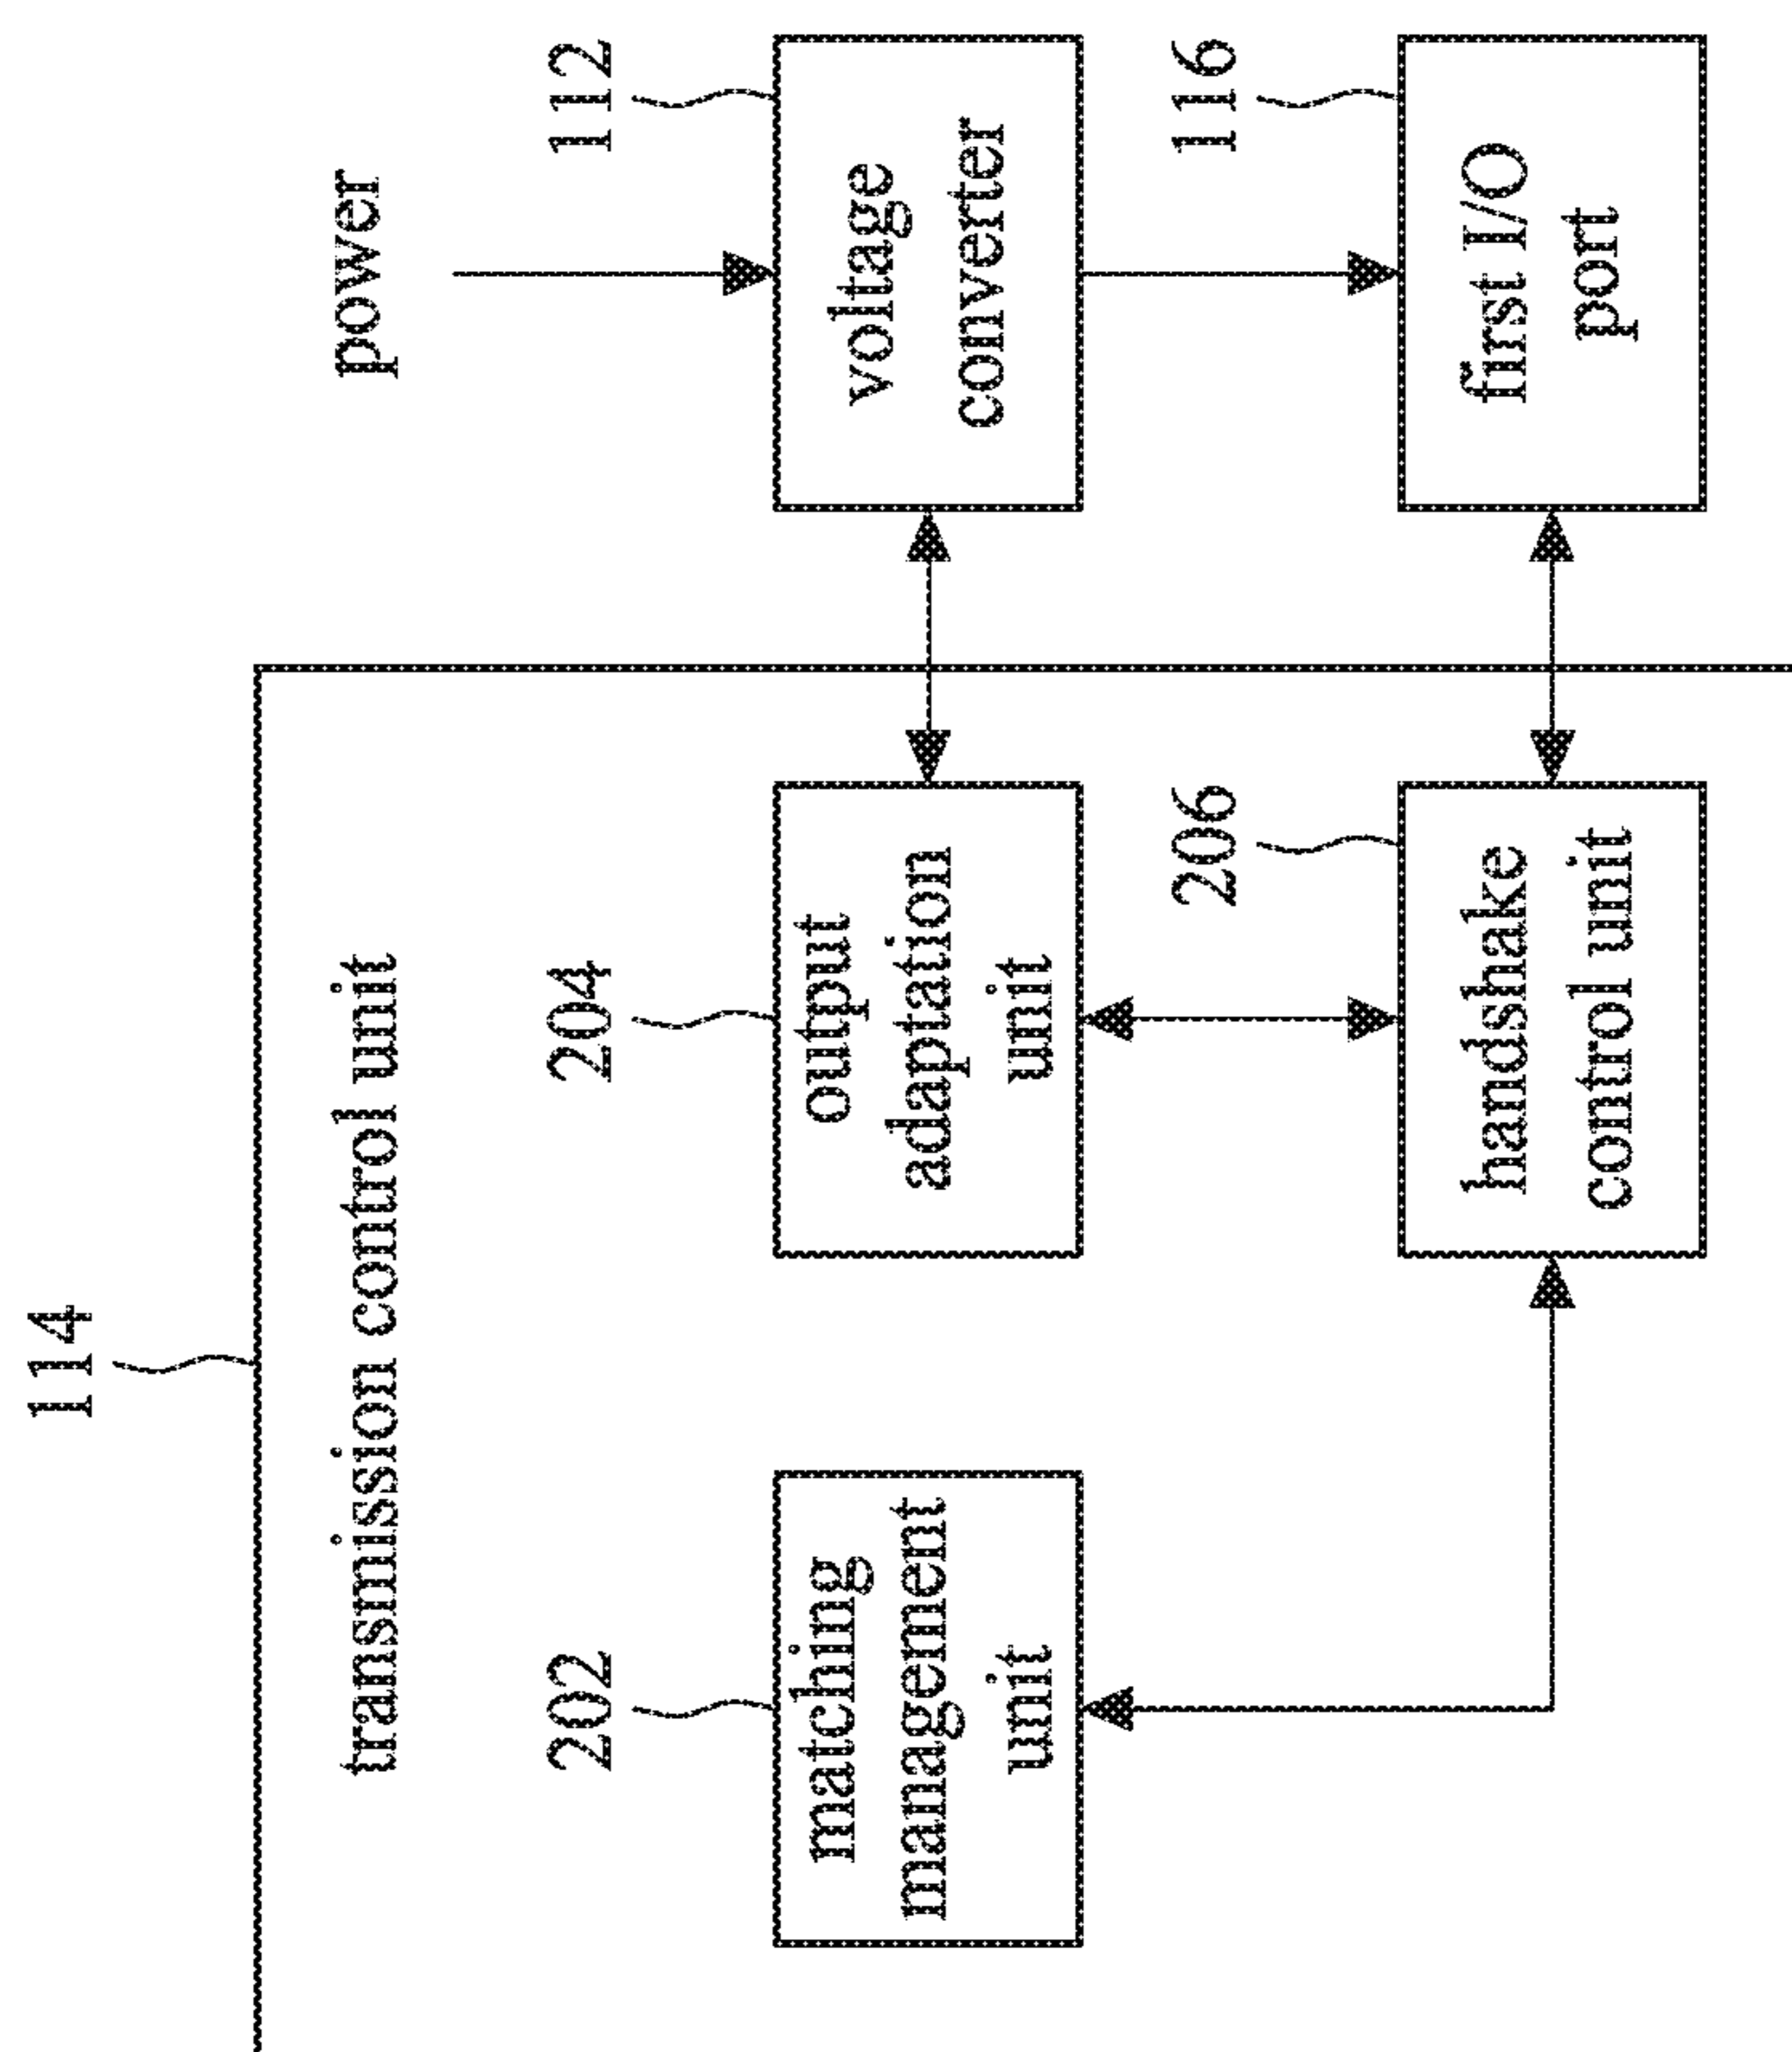 114
transmission control unit
power
202
204
112
matching
management
unit
output
adaptation
unit
voltage
converter
206
116
handshake
control unit
first I/O
port